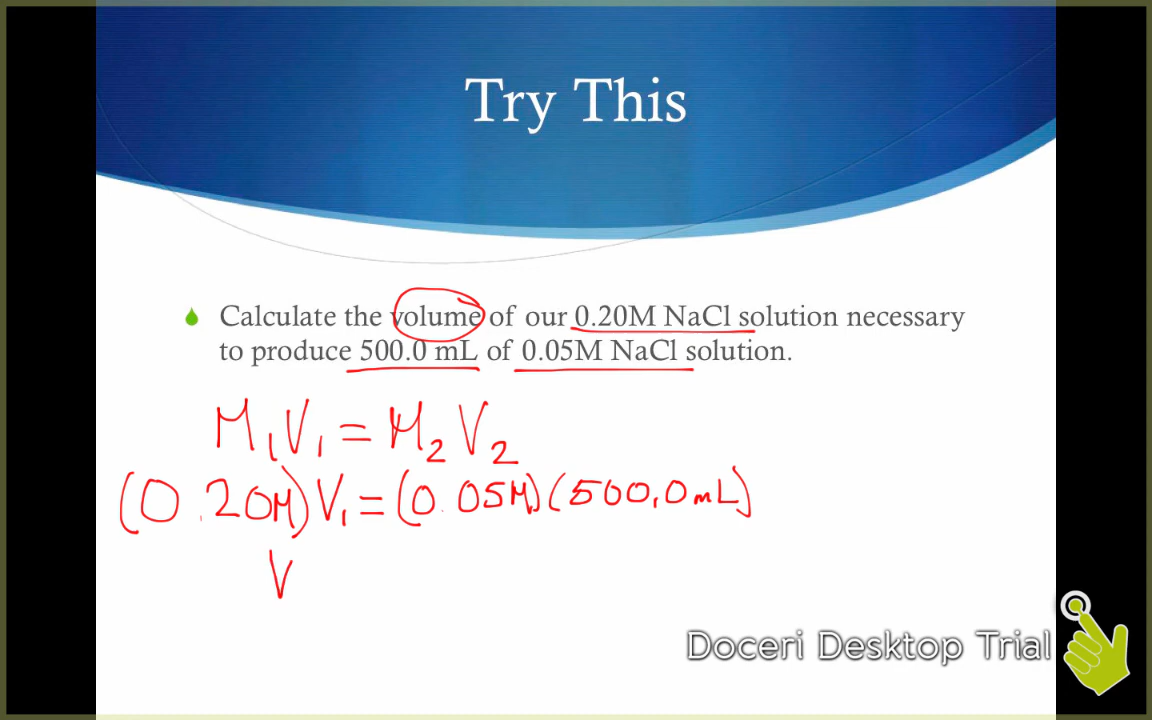 Try This
Calculate the volume of our 0.20M NaCl solution necessary
to produce 500.0 mL of 0.05M NaCl solution.
M₁V₁ = M₂V₂
(0.20M)V₁ = (0.05M)(500.0mL)
V
Doceri Desktop Trial